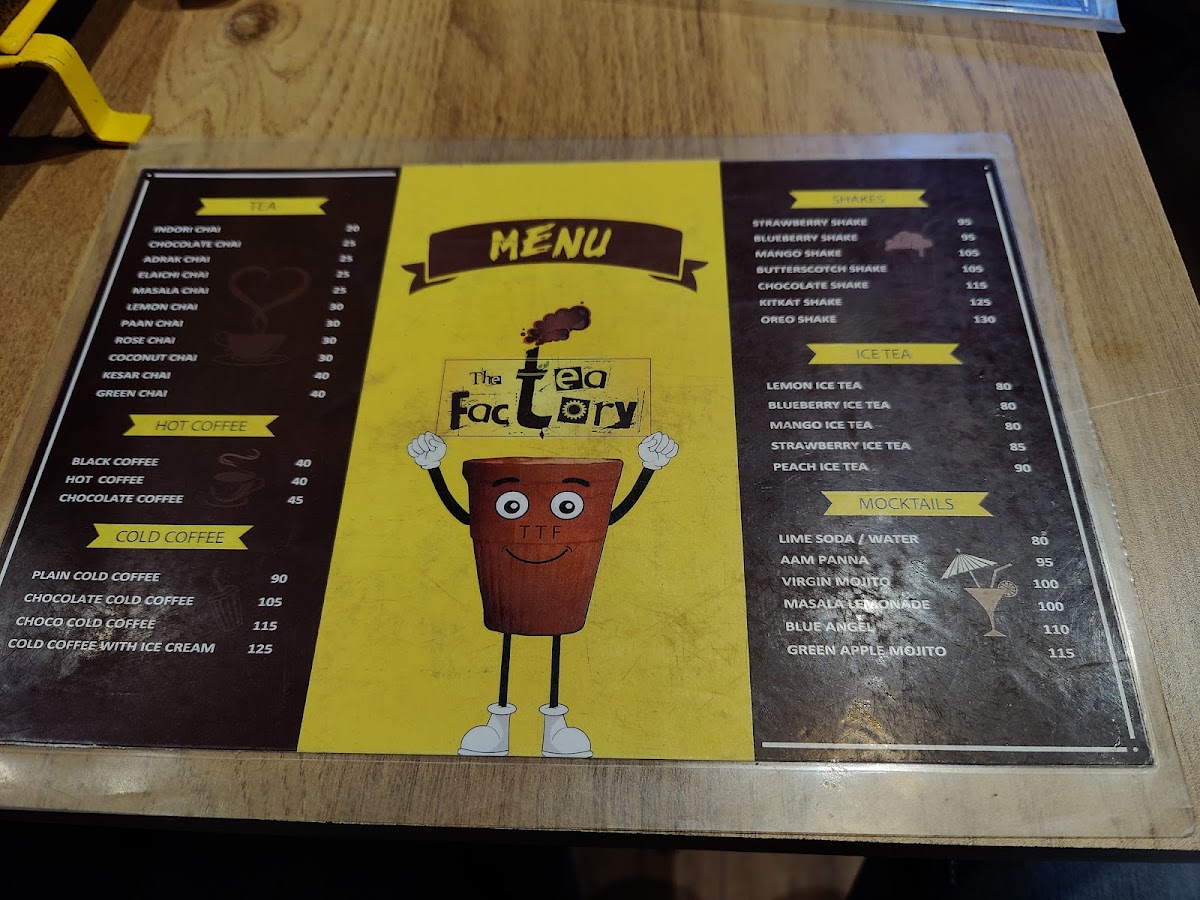 TEA
INDORI CHAI 20
CHOCOLATE CHAI 25
ADRAK CHAI 25
ELAICHI CHAI 25
MASALA CHAI 25
LEMON CHAI 30
PAAN CHAI 30
ROSE CHAI 30
COCONUT CHAI 30
KESAR CHAI 40
GREEN CHAI 40
HOT COFFEE
BLACK COFFEE 40
HOT COFFEE 40
CHOCOLATE COFFEE 45
COLD COFFEE
PLAIN COLD COFFEE 90
CHOCOLATE COLD COFFEE 105
CHOCO COLD COFFEE 115
COLD COFFEE WITH ICE CREAM 125
MENU
The tea
Factory
TTF
SHAKES
STRAWBERRY SHAKE 95
BLUEBERRY SHAKE 95
MANGO SHAKE 105
BUTTERSCOTCH SHAKE 105
CHOCOLATE SHAKE 115
KITKAT SHAKE 125
OREO SHAKE 130
ICE TEA
LEMON ICE TEA 80
BLUEBERRY ICE TEA 80
MANGO ICE TEA 80
STRAWBERRY ICE TEA 85
PEACH ICE TEA 90
MOCKTAILS
LIME SODA / WATER 80
AAM PANNA 95
VIRGIN MOJITO 100
MASALA LEMONADE 100
BLUE ANGEL 110
GREEN APPLE MOJITO 115